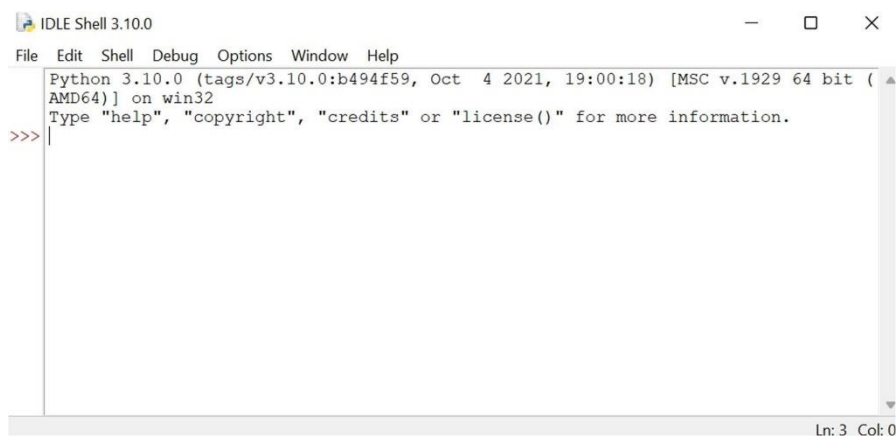 IDLE Shell 3.10.0
File Edit Shell Debug Options Window Help
Python 3.10.0 (tags/v3.10.0:b494f59, Oct  4 2021, 19:00:18) [MSC v.1929 64 bit (
AMD64)] on win32
Type "help", "copyright", "credits" or "license()" for more information.
>>>
Ln: 3 Col: 0